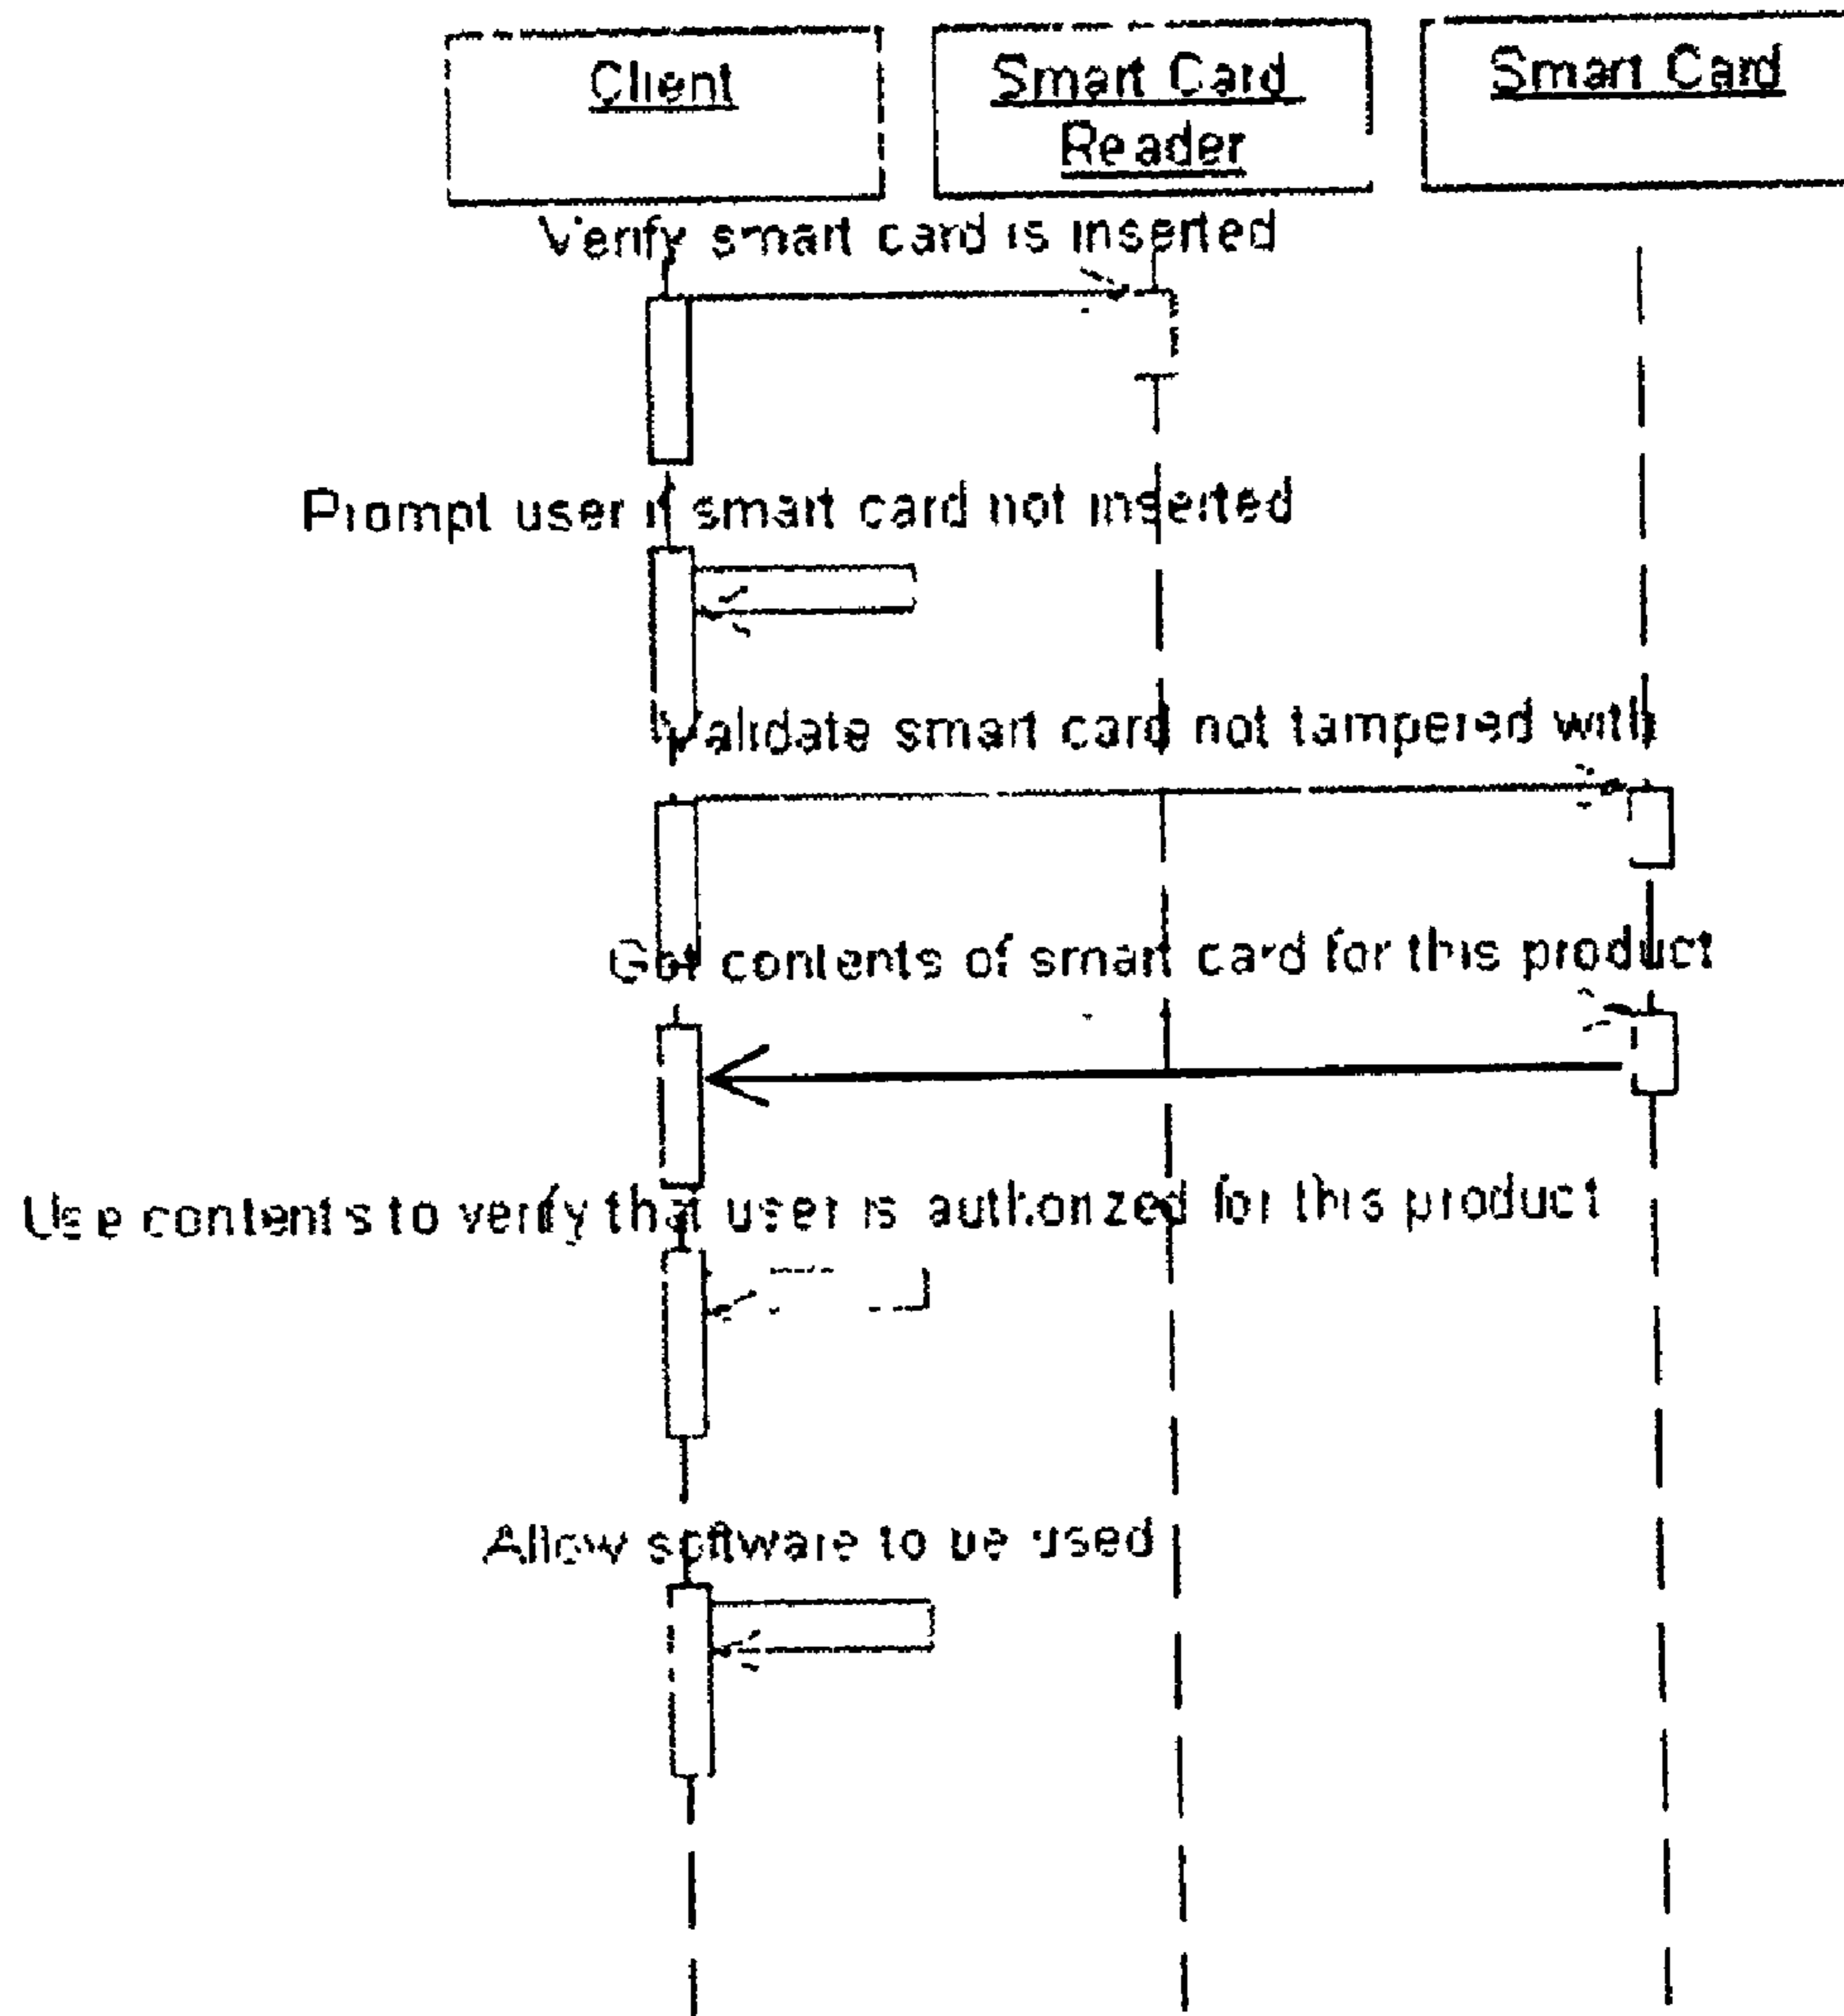 Client
Smart Card
Reader
Smart Card
Verify smart card is inserted
Prompt user if smart card not inserted
Validate smart card not tampered with
Get contents of smart card for this product
Use contents to verify that user is authorized for this product
Allow software to be used